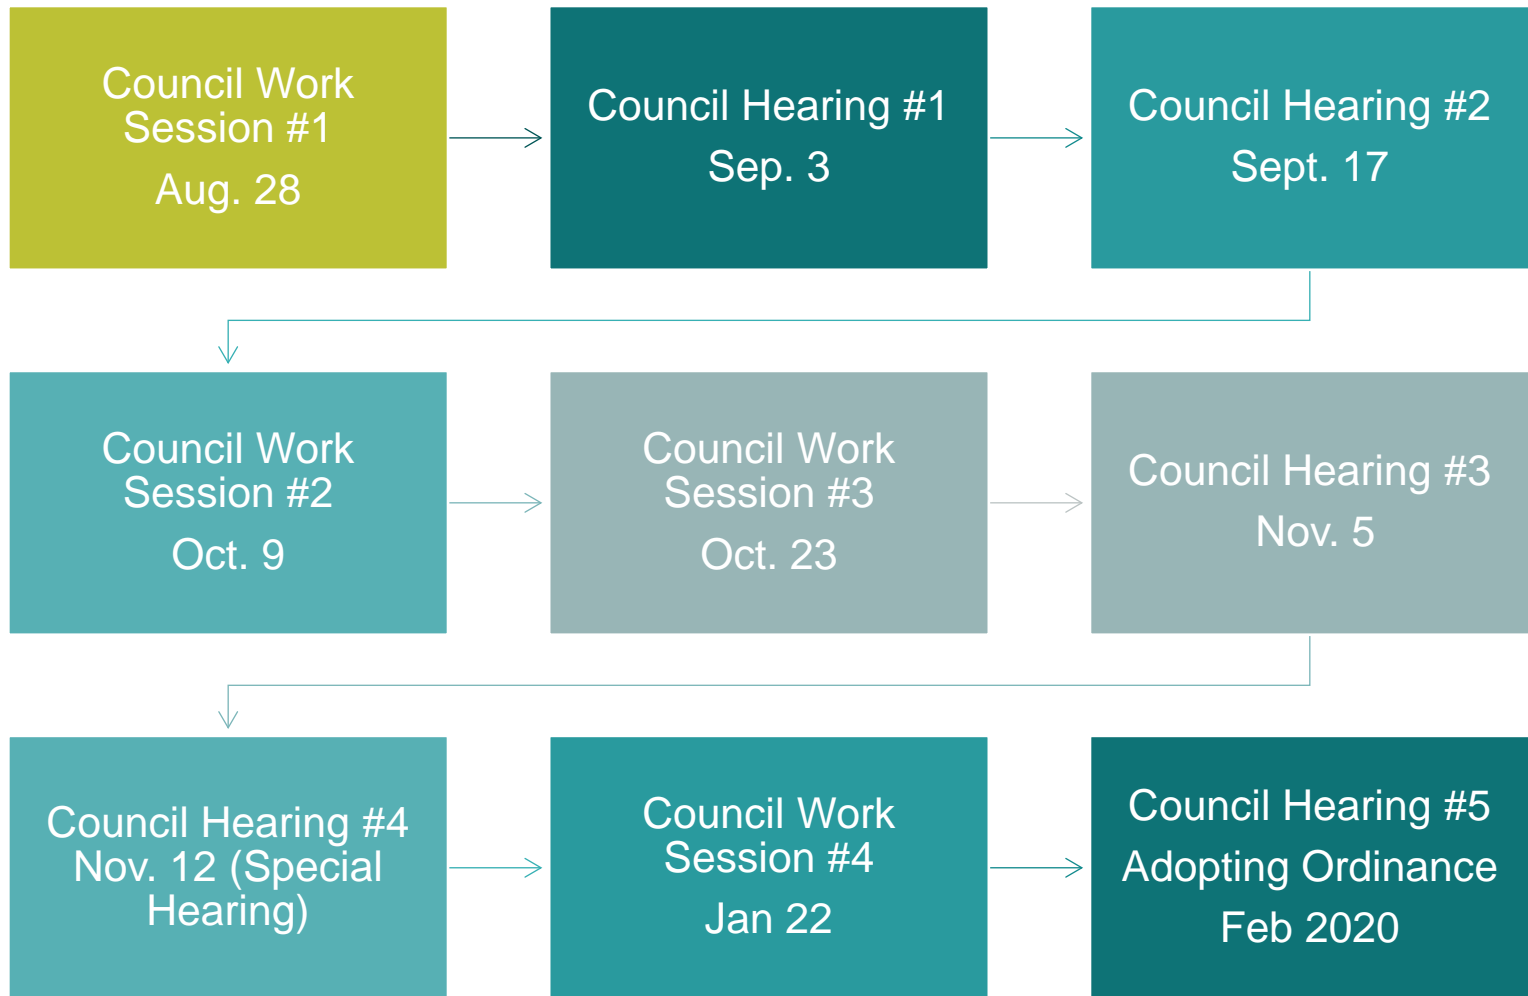 Council Work
Session #1
Aug. 28
Council Hearing #1
Sep. 3
Council Hearing #2
Sept. 17
Council Work
Session #2
Oct. 9
Council Work
Session #3
Oct. 23
Council Hearing #3
Nov. 5
Council Hearing #4
Nov. 12 (Special
Hearing)
Council Work
Session #4
Jan 22
Council Hearing #5
Adopting Ordinance
Feb 2020